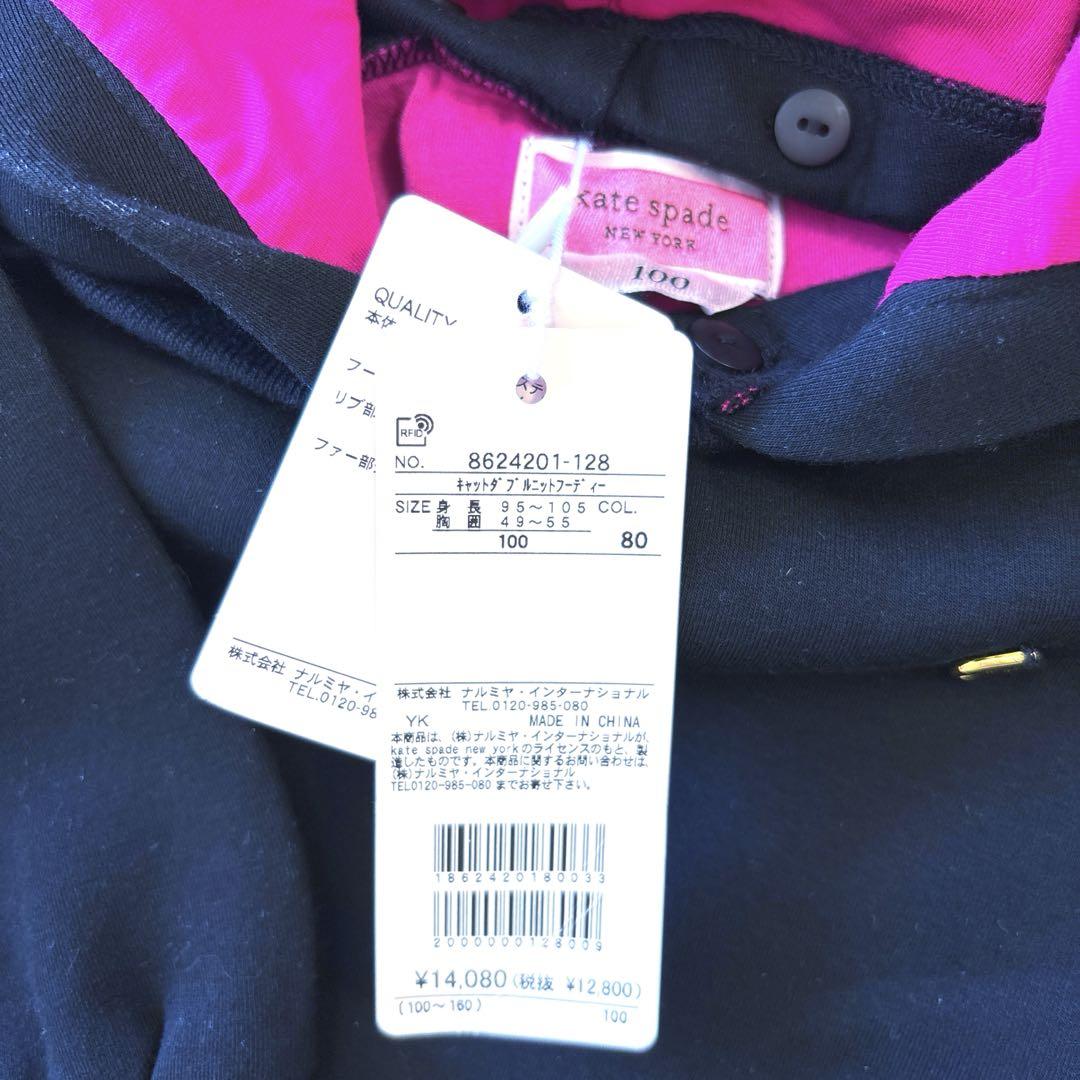 kate spade
NEW YORK
100
QUALITY
本体
フー
リブ部
ファー部
株式会社 ナルミヤ・イ
TEL.0120-98
ステ
RFID
NO. 8624201-128
キャットダブルニットフーディー
SIZE 身 長 95～105 COL.
胸 囲 49～55
100 80
株式会社 ナルミヤ・インターナショナル
TEL.0120-985-080
YK MADE IN CHINA
本商品は、(株)ナルミヤ・インターナショナルが、
kate spade new yorkのライセンスのもと、製
造したものです。本商品に関するお問い合わせは、
(株)ナルミヤ・インターナショナル
TEL0120-985-080 までお寄せ下さい。
1862420180033
2000000128009
¥14,080(税抜 ¥12,800)
(100～160) 100